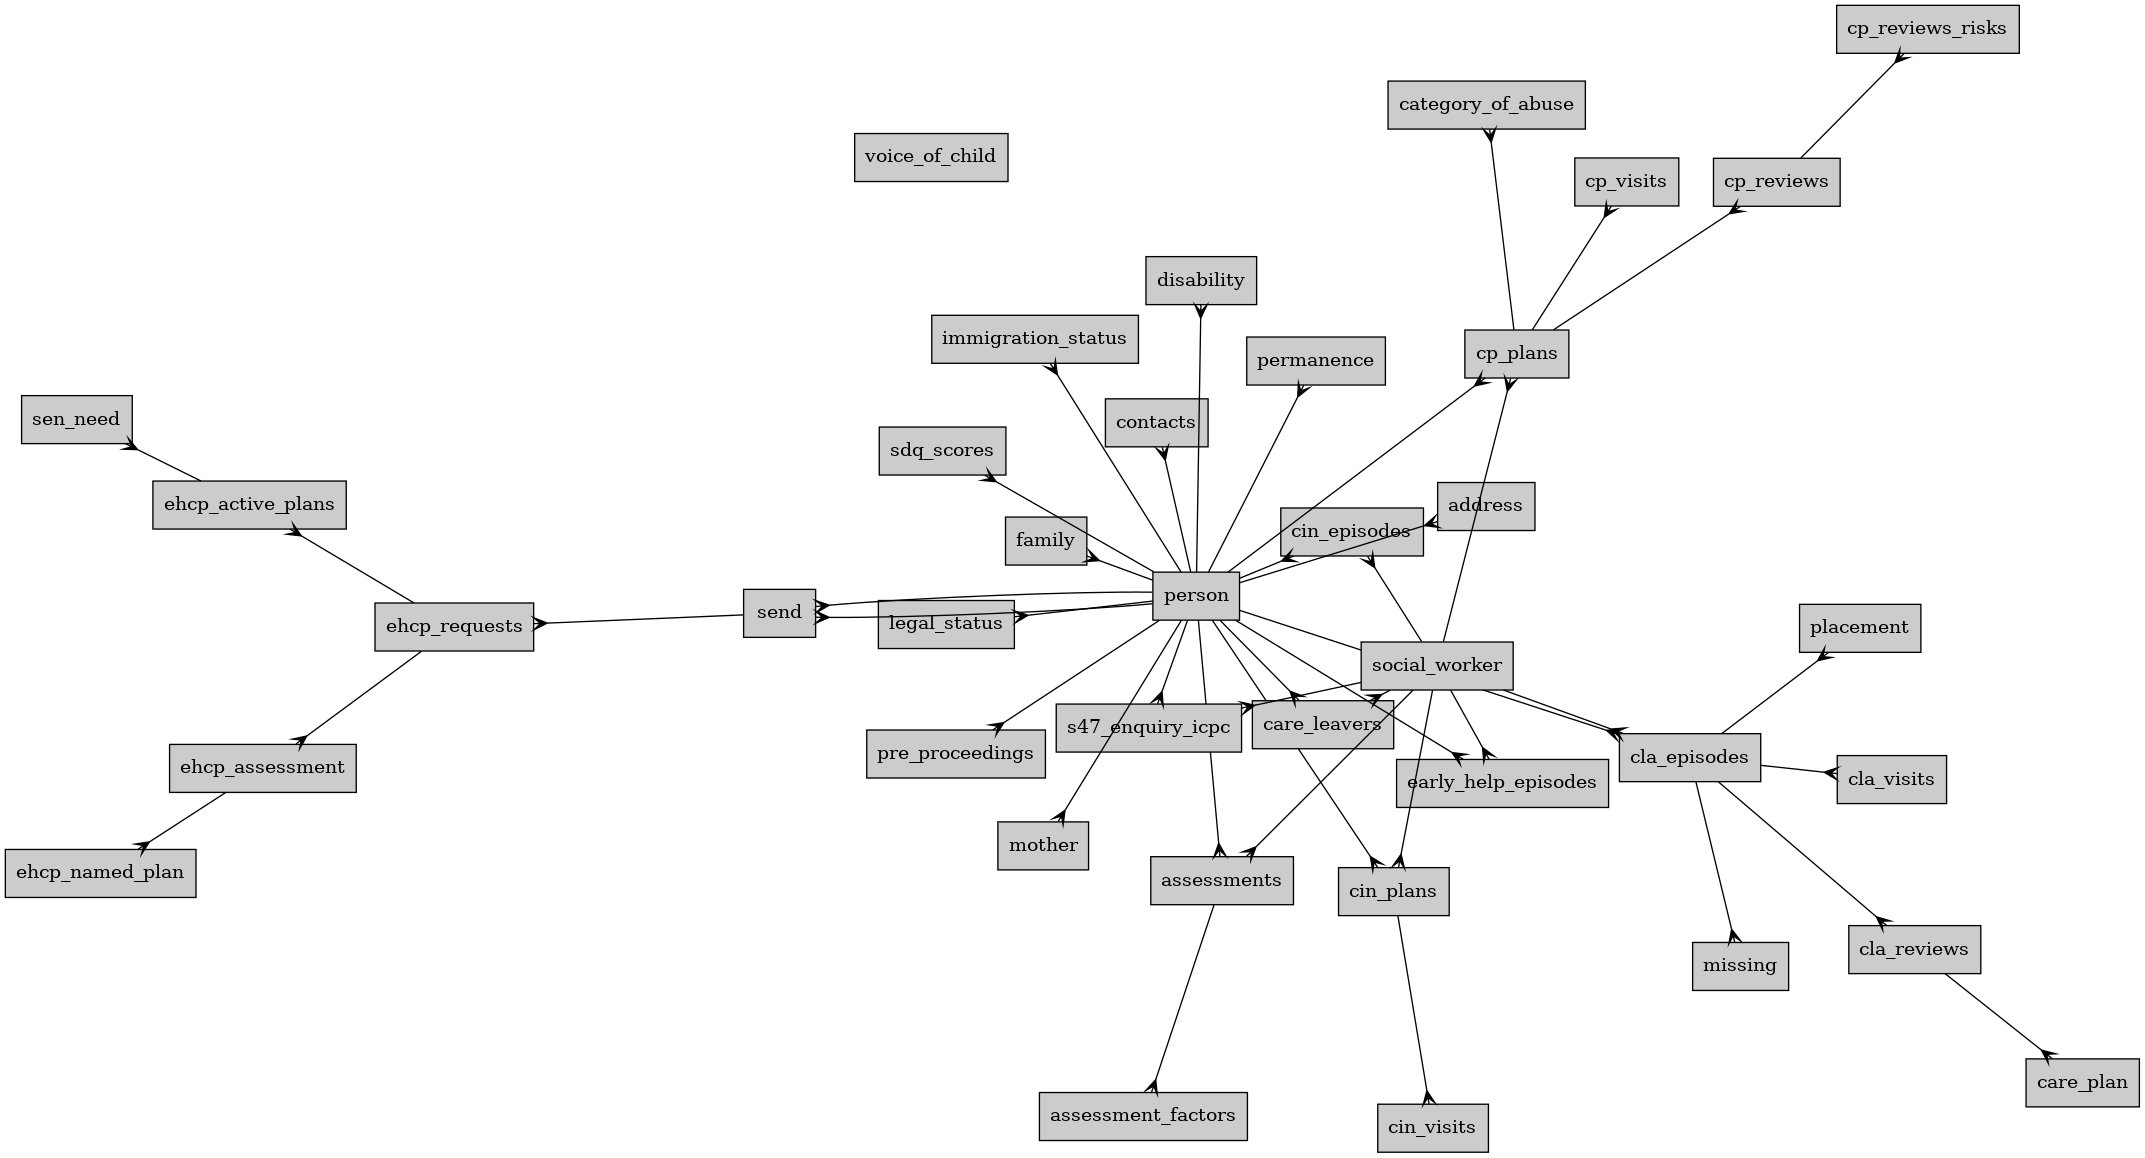 cp_reviews_risks
category_of_abuse
voice_of_child
cp_visits
cp_reviews
disability
immigration_status
permanence
cp_plans
sen_need
contacts
sdq_scores
ehcp_active_plans
address
family
cin_episodes
person
send
legal_status
ehcp_requests
placement
social_worker
s47_enquiry_icpc
care_leavers
pre_proceedings
cla_episodes
ehcp_assessment
early_help_episodes
cla_visits
mother
ehcp_named_plan
assessments
cin_plans
cla_reviews
missing
care_plan
assessment_factors
cin_visits